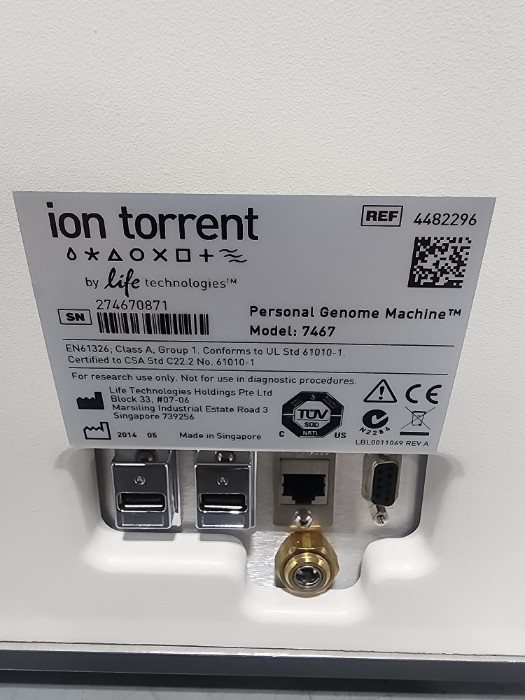 ion torrent
REF 4482296
by life technologies™
SN 274670871
Personal Genome Machine™
Model: 7467
EN61326; Class A, Group 1. Conforms to UL Std 61010-1.
Certified to CSA Std C22.2 No. 61010-1
For research use only. Not for use in diagnostic procedures.
Life Technologies Holdings Pte Ltd
Block 33, #07-06
Marsiling Industrial Estate Road 3
Singapore 739256
TÜV
SÜD
NRTL
C US
CE
N2284
2014 05 Made in Singapore
LBL0011069 REV A